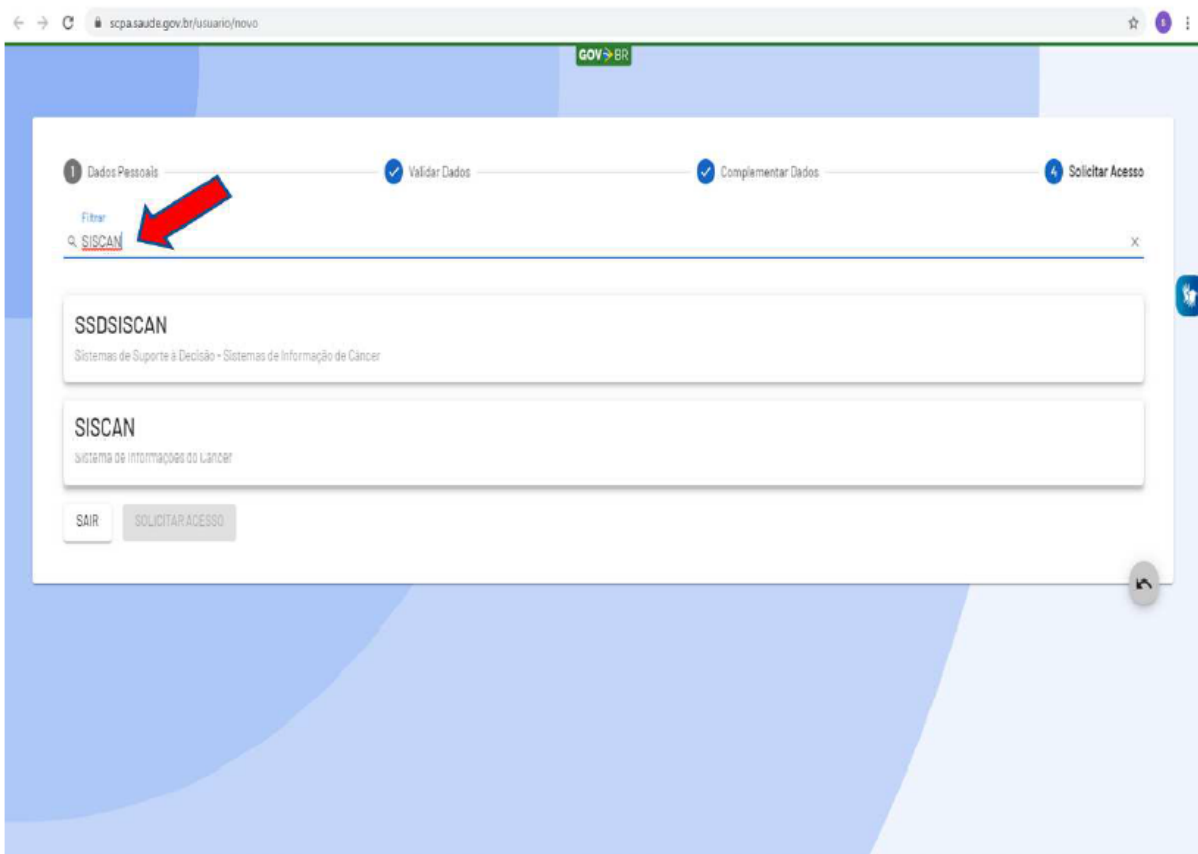 scpa.saude.gov.br/usuario/novo
S
GOV BR
1 Dados Pessoais
Validar Dados
Complementar Dados
4 Solicitar Acesso
Filtrar
SISCAN
X
SSDSISCAN
Sistemas de Suporte à Decisão - Sistemas de Informação de Câncer
SISCAN
Sistema de Informações do Câncer
SAIR
SOLICITAR ACESSO